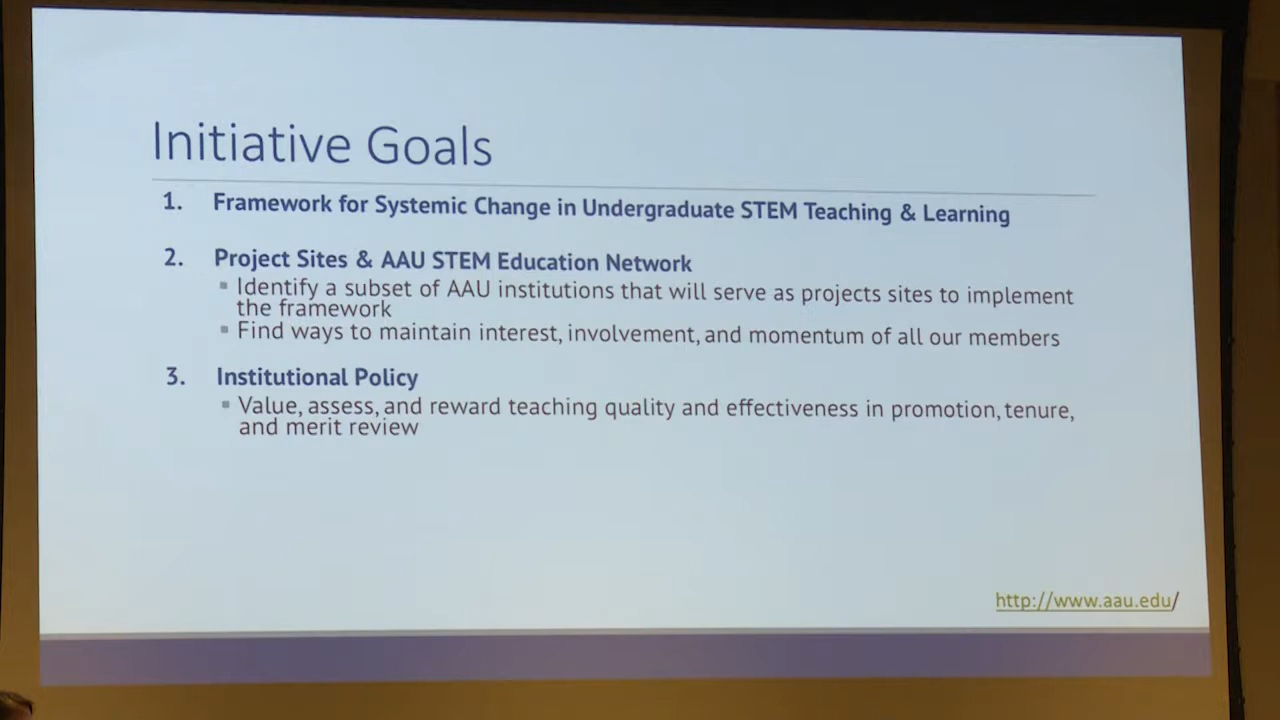 Initiative Goals
1. Framework for Systemic Change in Undergraduate STEM Teaching & Learning
2. Project Sites & AAU STEM Education Network
▪ Identify a subset of AAU institutions that will serve as projects sites to implement
the framework
▪ Find ways to maintain interest, involvement, and momentum of all our members
3. Institutional Policy
▪ Value, assess, and reward teaching quality and effectiveness in promotion, tenure,
and merit review
http://www.aau.edu/